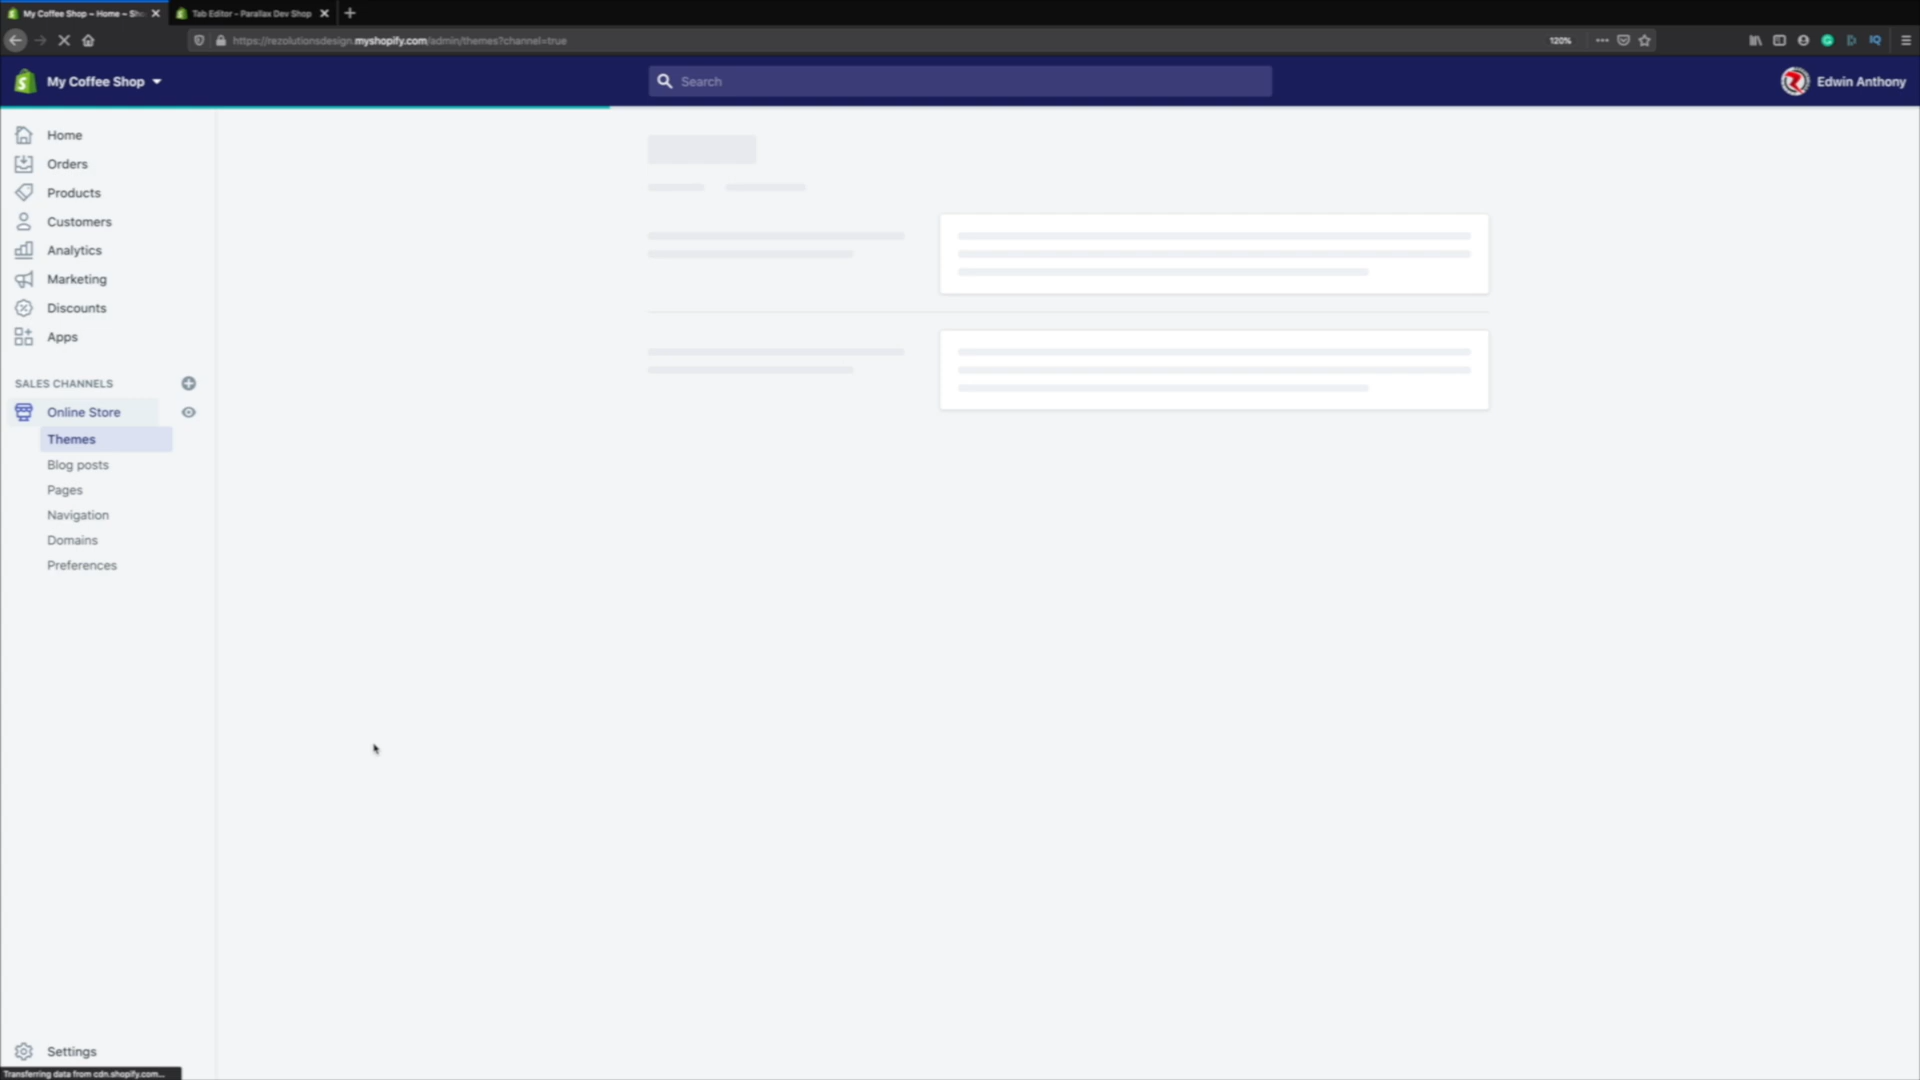 My Coffee Shop ~ Home ~ Sh
Tab Editor - Parallax Dev Shop
https://rezolutionsdesign.myshopify.com/admin/themes?channel=true
120%
My Coffee Shop
Search
Edwin Anthony
Home
Orders
Products
Customers
Analytics
Marketing
Discounts
Apps
SALES CHANNELS
Online Store
Themes
Blog posts
Pages
Navigation
Domains
Preferences
Settings
Transferring data from cdn.shopify.com...